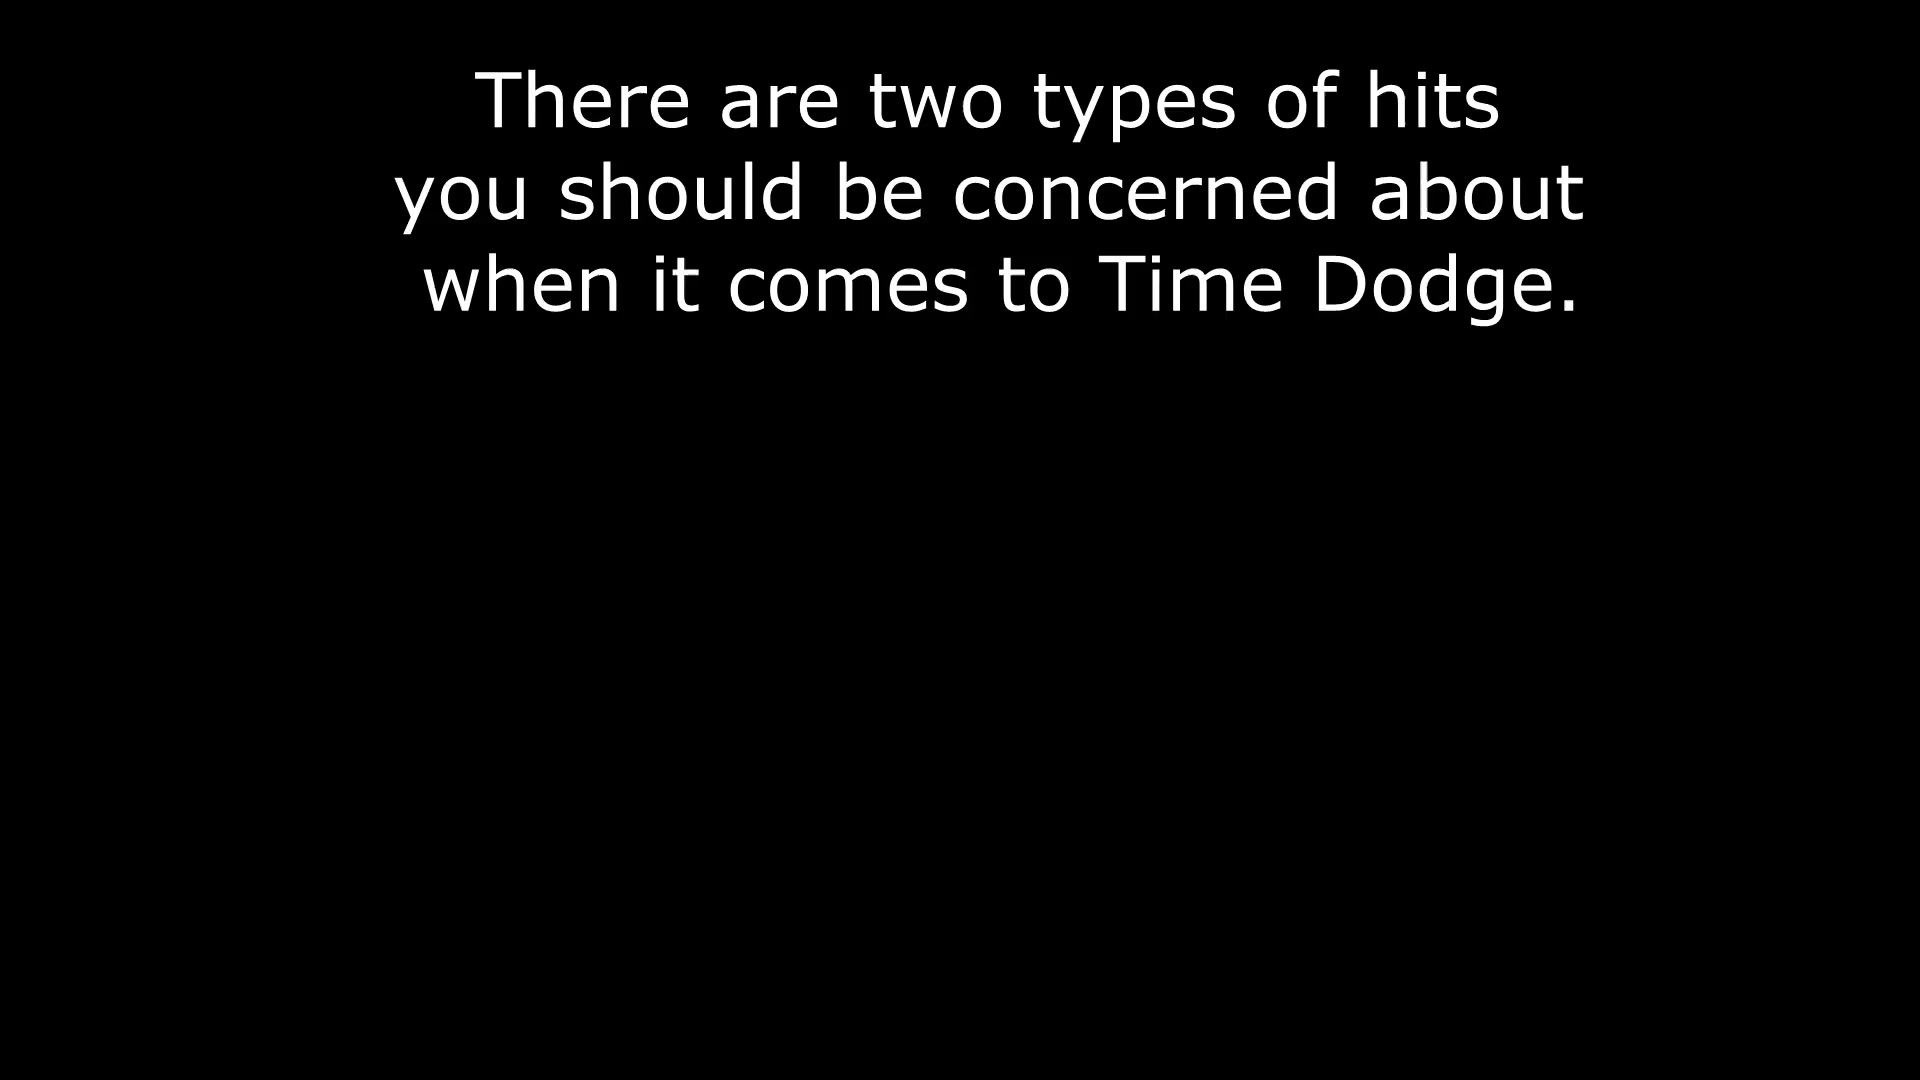 There are two types of hits
you should be concerned about
when it comes to Time Dodge.